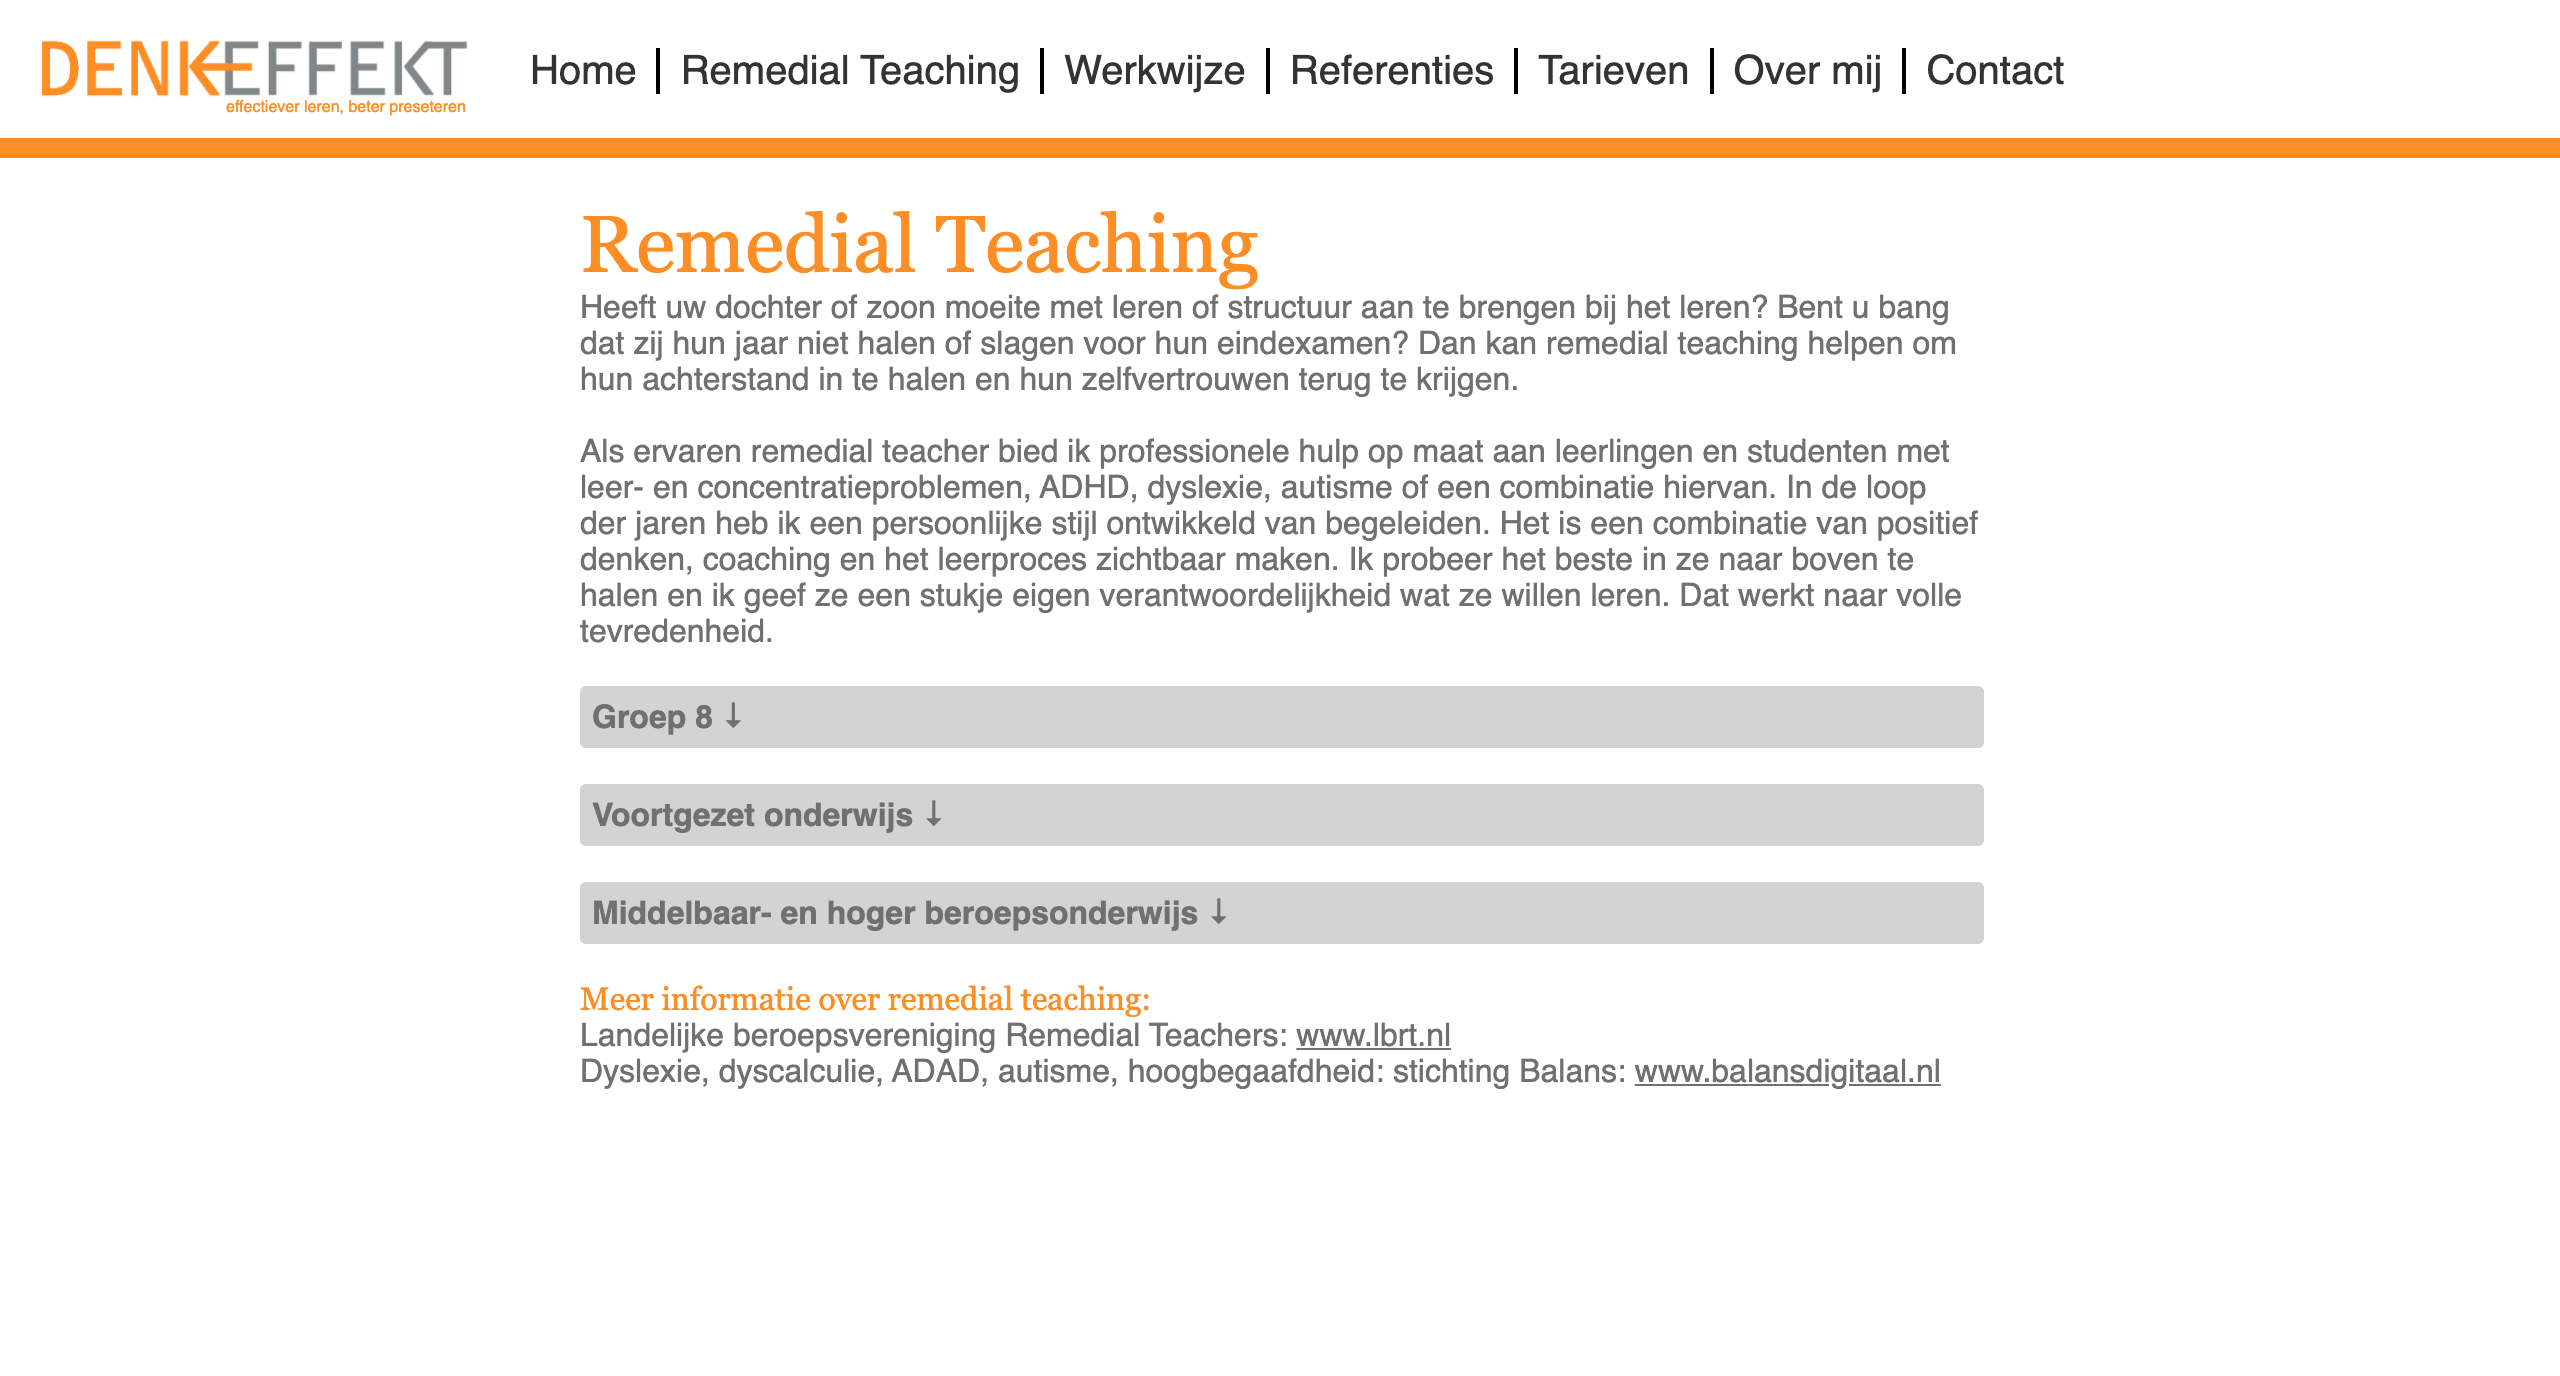 DENKEFFEKT
effectiever leren, beter preseteren
Home
Remedial Teaching
Werkwijze
Referenties
Tarieven
Over mij
Contact
Remedial Teaching
Heeft uw dochter of zoon moeite met leren of structuur aan te brengen bij het leren? Bent u bang
dat zij hun jaar niet halen of slagen voor hun eindexamen? Dan kan remedial teaching helpen om
hun achterstand in te halen en hun zelfvertrouwen terug te krijgen.
Als ervaren remedial teacher bied ik professionele hulp op maat aan leerlingen en studenten met
leer- en concentratieproblemen, ADHD, dyslexie, autisme of een combinatie hiervan. In de loop
der jaren heb ik een persoonlijke stijl ontwikkeld van begeleiden. Het is een combinatie van positief
denken, coaching en het leerproces zichtbaar maken. Ik probeer het beste in ze naar boven te
halen en ik geef ze een stukje eigen verantwoordelijkheid wat ze willen leren. Dat werkt naar volle
tevredenheid.
Groep 8 ↓
Voortgezet onderwijs ↓
Middelbaar- en hoger beroepsonderwijs ↓
Meer informatie over remedial teaching:
Landelijke beroepsvereniging Remedial Teachers: www.lbrt.nl
Dyslexie, dyscalculie, ADAD, autisme, hoogbegaafdheid: stichting Balans: www.balansdigitaal.nl